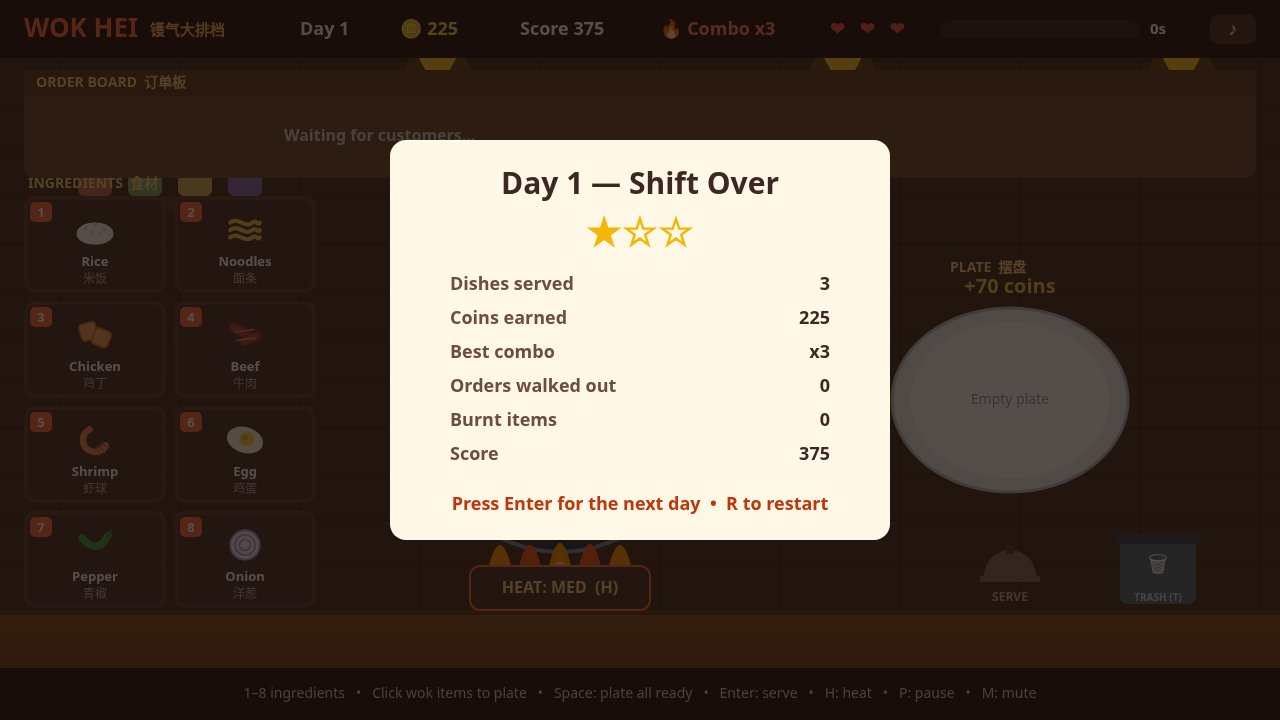 WOK HEI 镬气大排档 Day 1 225 Score 375 Combo x3 0s ♪
ORDER BOARD 订单板
Waiting for customers...
INGREDIENTS 食材
1 Rice 米饭
2 Noodles 面条
3 Chicken 鸡丁
4 Beef 牛肉
5 Shrimp 虾球
6 Egg 鸡蛋
7 Pepper 青椒
8 Onion 洋葱
Day 1 — Shift Over
Dishes served 3
Coins earned 225
Best combo x3
Orders walked out 0
Burnt items 0
Score 375
Press Enter for the next day • R to restart
PLATE 摆盘
+70 coins
Empty plate
HEAT: MED (H)
SERVE
TRASH (T)
1–8 ingredients • Click wok items to plate • Space: plate all ready • Enter: serve • H: heat • P: pause • M: mute